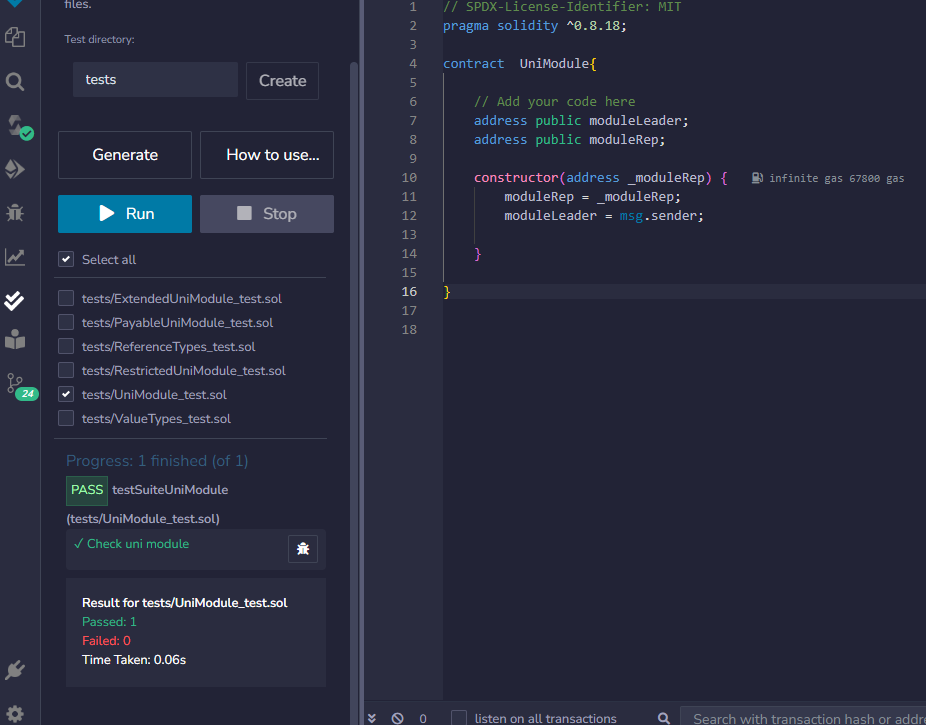 files.
Test directory:
tests
Create
Generate
How to use...
Run
Stop
Select all
tests/ExtendedUniModule_test.sol
tests/PayableUniModule_test.sol
tests/ReferenceTypes_test.sol
tests/RestrictedUniModule_test.sol
tests/UniModule_test.sol
tests/ValueTypes_test.sol
24
Progress: 1 finished (of 1)
PASS testSuiteUniModule
(tests/UniModule_test.sol)
✓ Check uni module
Result for tests/UniModule_test.sol
Passed: 1
Failed: 0
Time Taken: 0.06s
1 // SPDX-License-Identifier: MIT
2 pragma solidity ^0.8.18;
3
4 contract  UniModule{
5
6     // Add your code here
7     address public moduleLeader;
8     address public moduleRep;
9
10     constructor(address _moduleRep) { infinite gas 67800 gas
11         moduleRep = _moduleRep;
12         moduleLeader = msg.sender;
13
14     }
15
16 }
17
18
0 listen on all transactions Search with transaction hash or addre